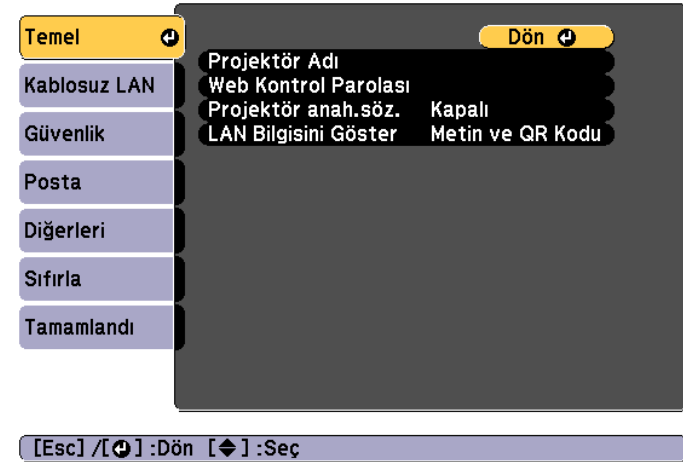 Temel
Dön
Projektör Adı
Kablosuz LAN
Web Kontrol Parolası
Projektör anah.söz. Kapalı
Güvenlik
LAN Bilgisini Göster Metin ve QR Kodu
Posta
Diğerleri
Sıfırla
Tamamlandı
[Esc] /[ ] :Dön [ ] :Seç